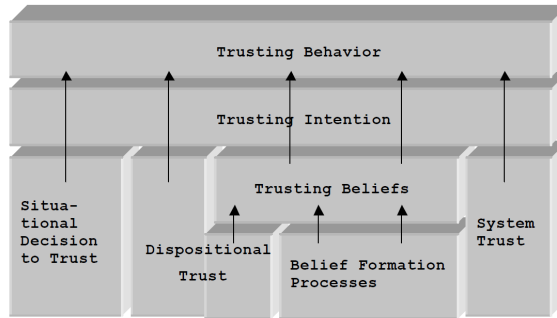 Trusting Behavior
Trusting Intention
Trusting Beliefs
Situa-
tional
Decision
to Trust
Dispositional
Trust
Belief Formation
Processes
System
Trust